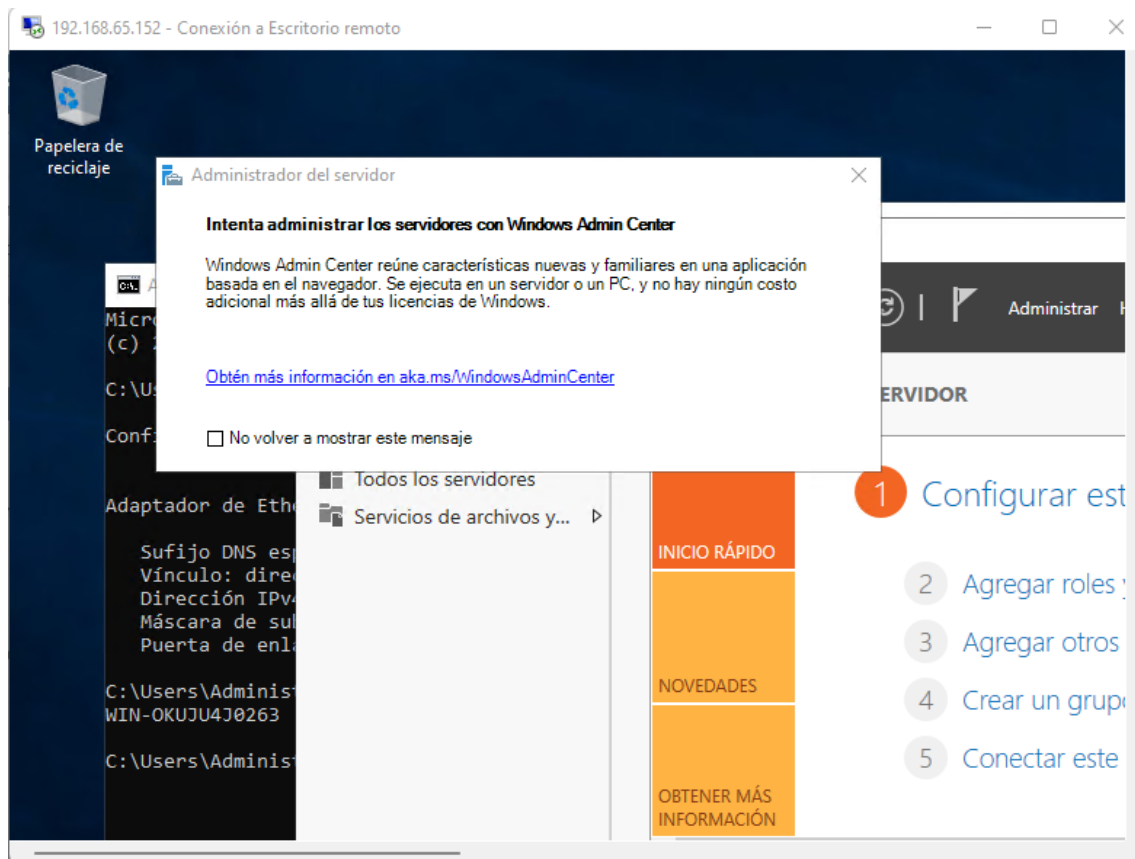 192.168.65.152 - Conexión a Escritorio remoto
Papelera de
reciclaje
Administrador del servidor
Intenta administrar los servidores con Windows Admin Center
Windows Admin Center reúne características nuevas y familiares en una aplicación
basada en el navegador. Se ejecuta en un servidor o un PC, y no hay ningún costo
adicional más allá de tus licencias de Windows.
Obtén más información en aka.ms/WindowsAdminCenter
No volver a mostrar este mensaje
Administrar
ERVIDOR
Micro
(c)
C:\Us
Confi
Adaptador de Ethe
Sufijo DNS esp
Vínculo: direc
Dirección IPv4
Máscara de sub
Puerta de enla
C:\Users\Administ
WIN-OKUJU4J0263
C:\Users\Administ
Todos los servidores
Servicios de archivos y...
INICIO RÁPIDO
NOVEDADES
OBTENER MÁS
INFORMACIÓN
1 Configurar est
2 Agregar roles y
3 Agregar otros
4 Crear un grupo
5 Conectar este